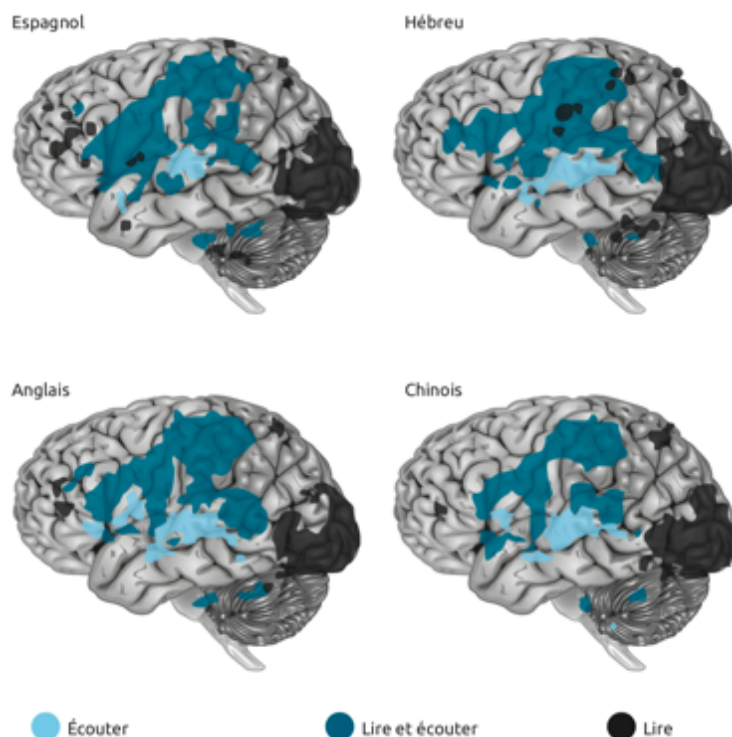 Espagnol
Hébreu
Anglais
Chinois
Écouter
Lire et écouter
Lire